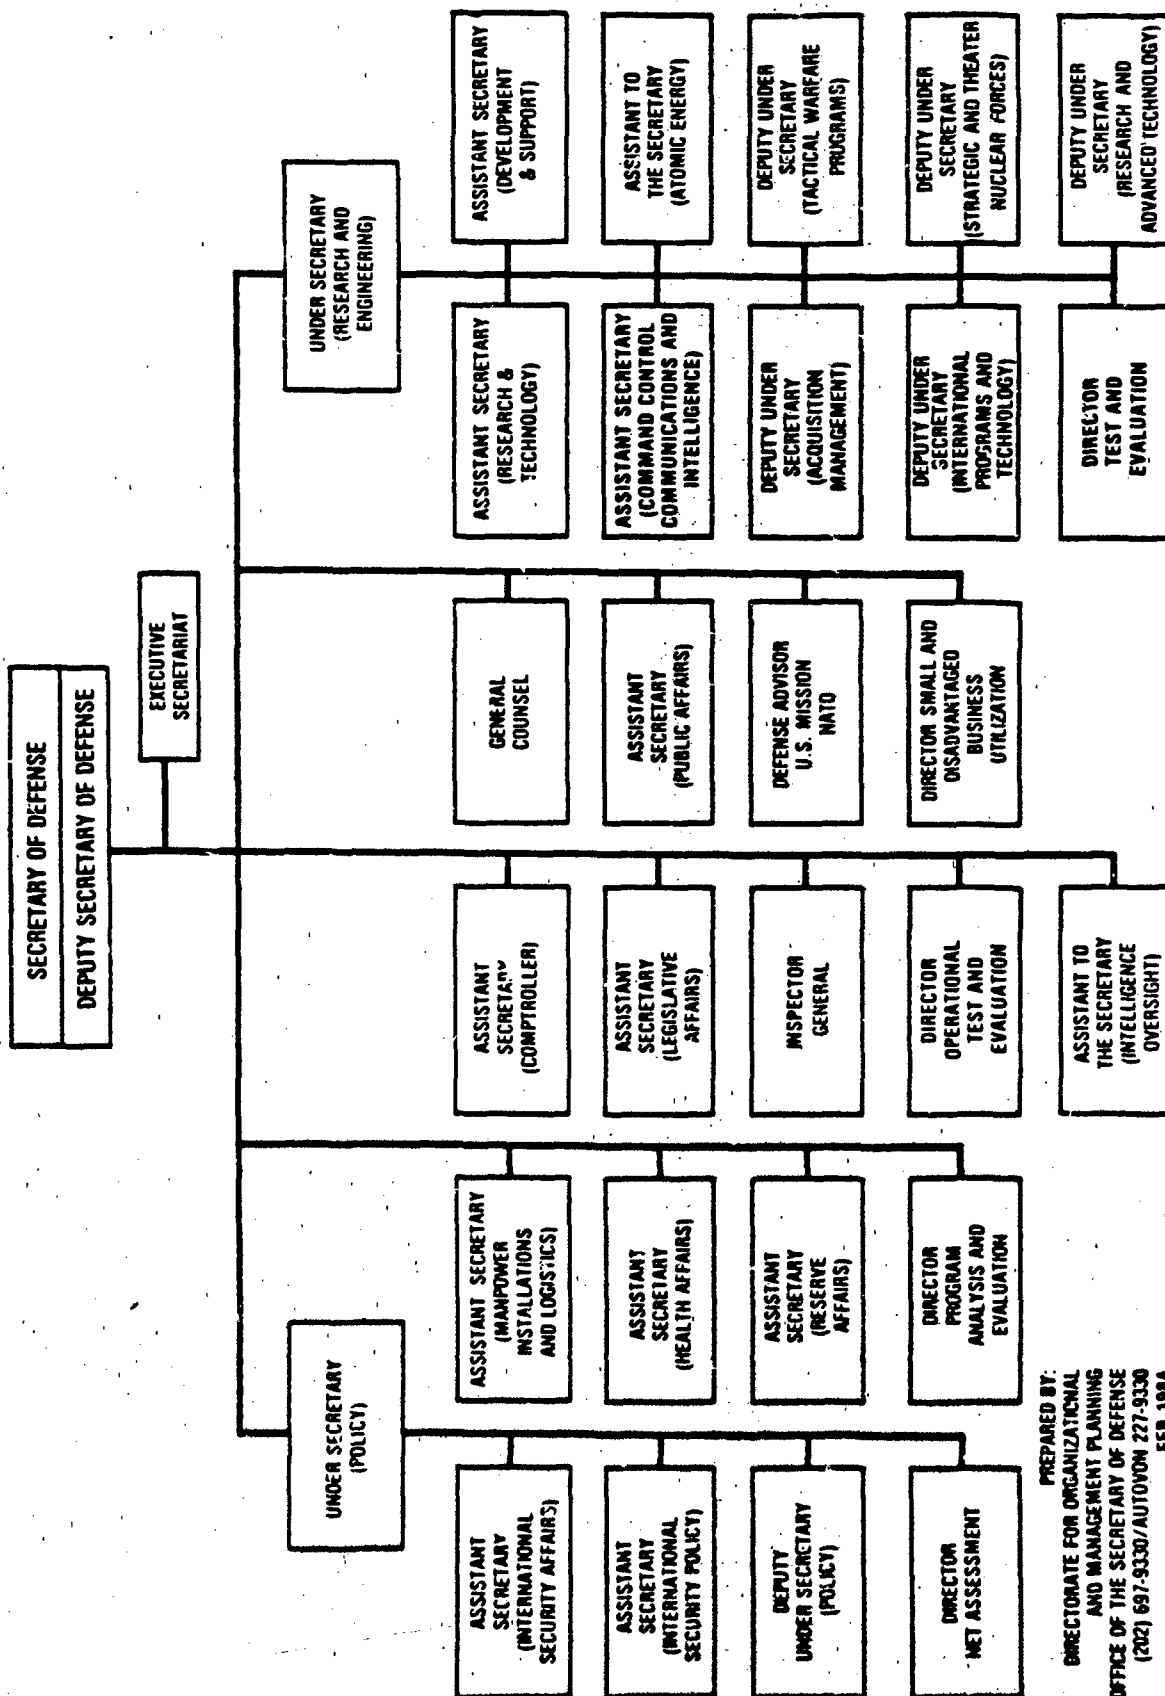 SECRETARY OF DEFENSE
DEPUTY SECRETARY OF DEFENSE
EXECUTIVE
SECRETARIAT
UNDER SECRETARY
(POLICY)
UNDER SECRETARY
(RESEARCH AND
ENGINEERING)
ASSISTANT
SECRETARY
(INTERNATIONAL
SECURITY AFFAIRS)
ASSISTANT SECRETARY
(MANPOWER
INSTALLATIONS
AND LOGISTICS)
ASSISTANT
SECRETARY
(COMPTROLLER)
GENERAL
COUNSEL
ASSISTANT SECRETARY
(RESEARCH &
TECHNOLOGY)
ASSISTANT SECRETARY
(DEVELOPMENT
& SUPPORT)
ASSISTANT
SECRETARY
(INTERNATIONAL
SECURITY POLICY)
ASSISTANT
SECRETARY
(HEALTH AFFAIRS)
ASSISTANT
SECRETARY
(LEGISLATIVE
AFFAIRS)
ASSISTANT
SECRETARY
(PUBLIC AFFAIRS)
ASSISTANT SECRETARY
(COMMAND CONTROL
COMMUNICATIONS AND
INTELLIGENCE)
ASSISTANT TO
THE SECRETARY
(ATOMIC ENERGY)
DEPUTY
UNDER SECRETARY
(POLICY)
ASSISTANT
SECRETARY
(RESERVE
AFFAIRS)
INSPECTOR
GENERAL
DEFENSE ADVISOR
U.S. MISSION
NATO
DEPUTY UNDER
SECRETARY
(ACQUISITION
MANAGEMENT)
DEPUTY UNDER
SECRETARY
(TACTICAL WARFARE
PROGRAMS)
DIRECTOR
NET ASSESSMENT
DIRECTOR
PROGRAM
ANALYSIS AND
EVALUATION
DIRECTOR
OPERATIONAL
TEST AND
EVALUATION
DIRECTOR SMALL AND
DISADVANTAGED
BUSINESS
UTILIZATION
DEPUTY UNDER
SECRETARY
(INTERNATIONAL
PROGRAMS AND
TECHNOLOGY)
DEPUTY UNDER
SECRETARY
(STRATEGIC AND THEATER
NUCLEAR FORCES)
ASSISTANT TO
THE SECRETARY
(INTELLIGENCE
OVERSIGHT)
DIRECTOR
TEST AND
EVALUATION
DEPUTY UNDER
SECRETARY
(RESEARCH AND
ADVANCED TECHNOLOGY)
PREPARED BY:
DIRECTORATE FOR ORGANIZATIONAL
AND MANAGEMENT PLANNING
OFFICE OF THE SECRETARY OF DEFENSE
(202) 697-9330/AUTOVON 227-9330
FEB